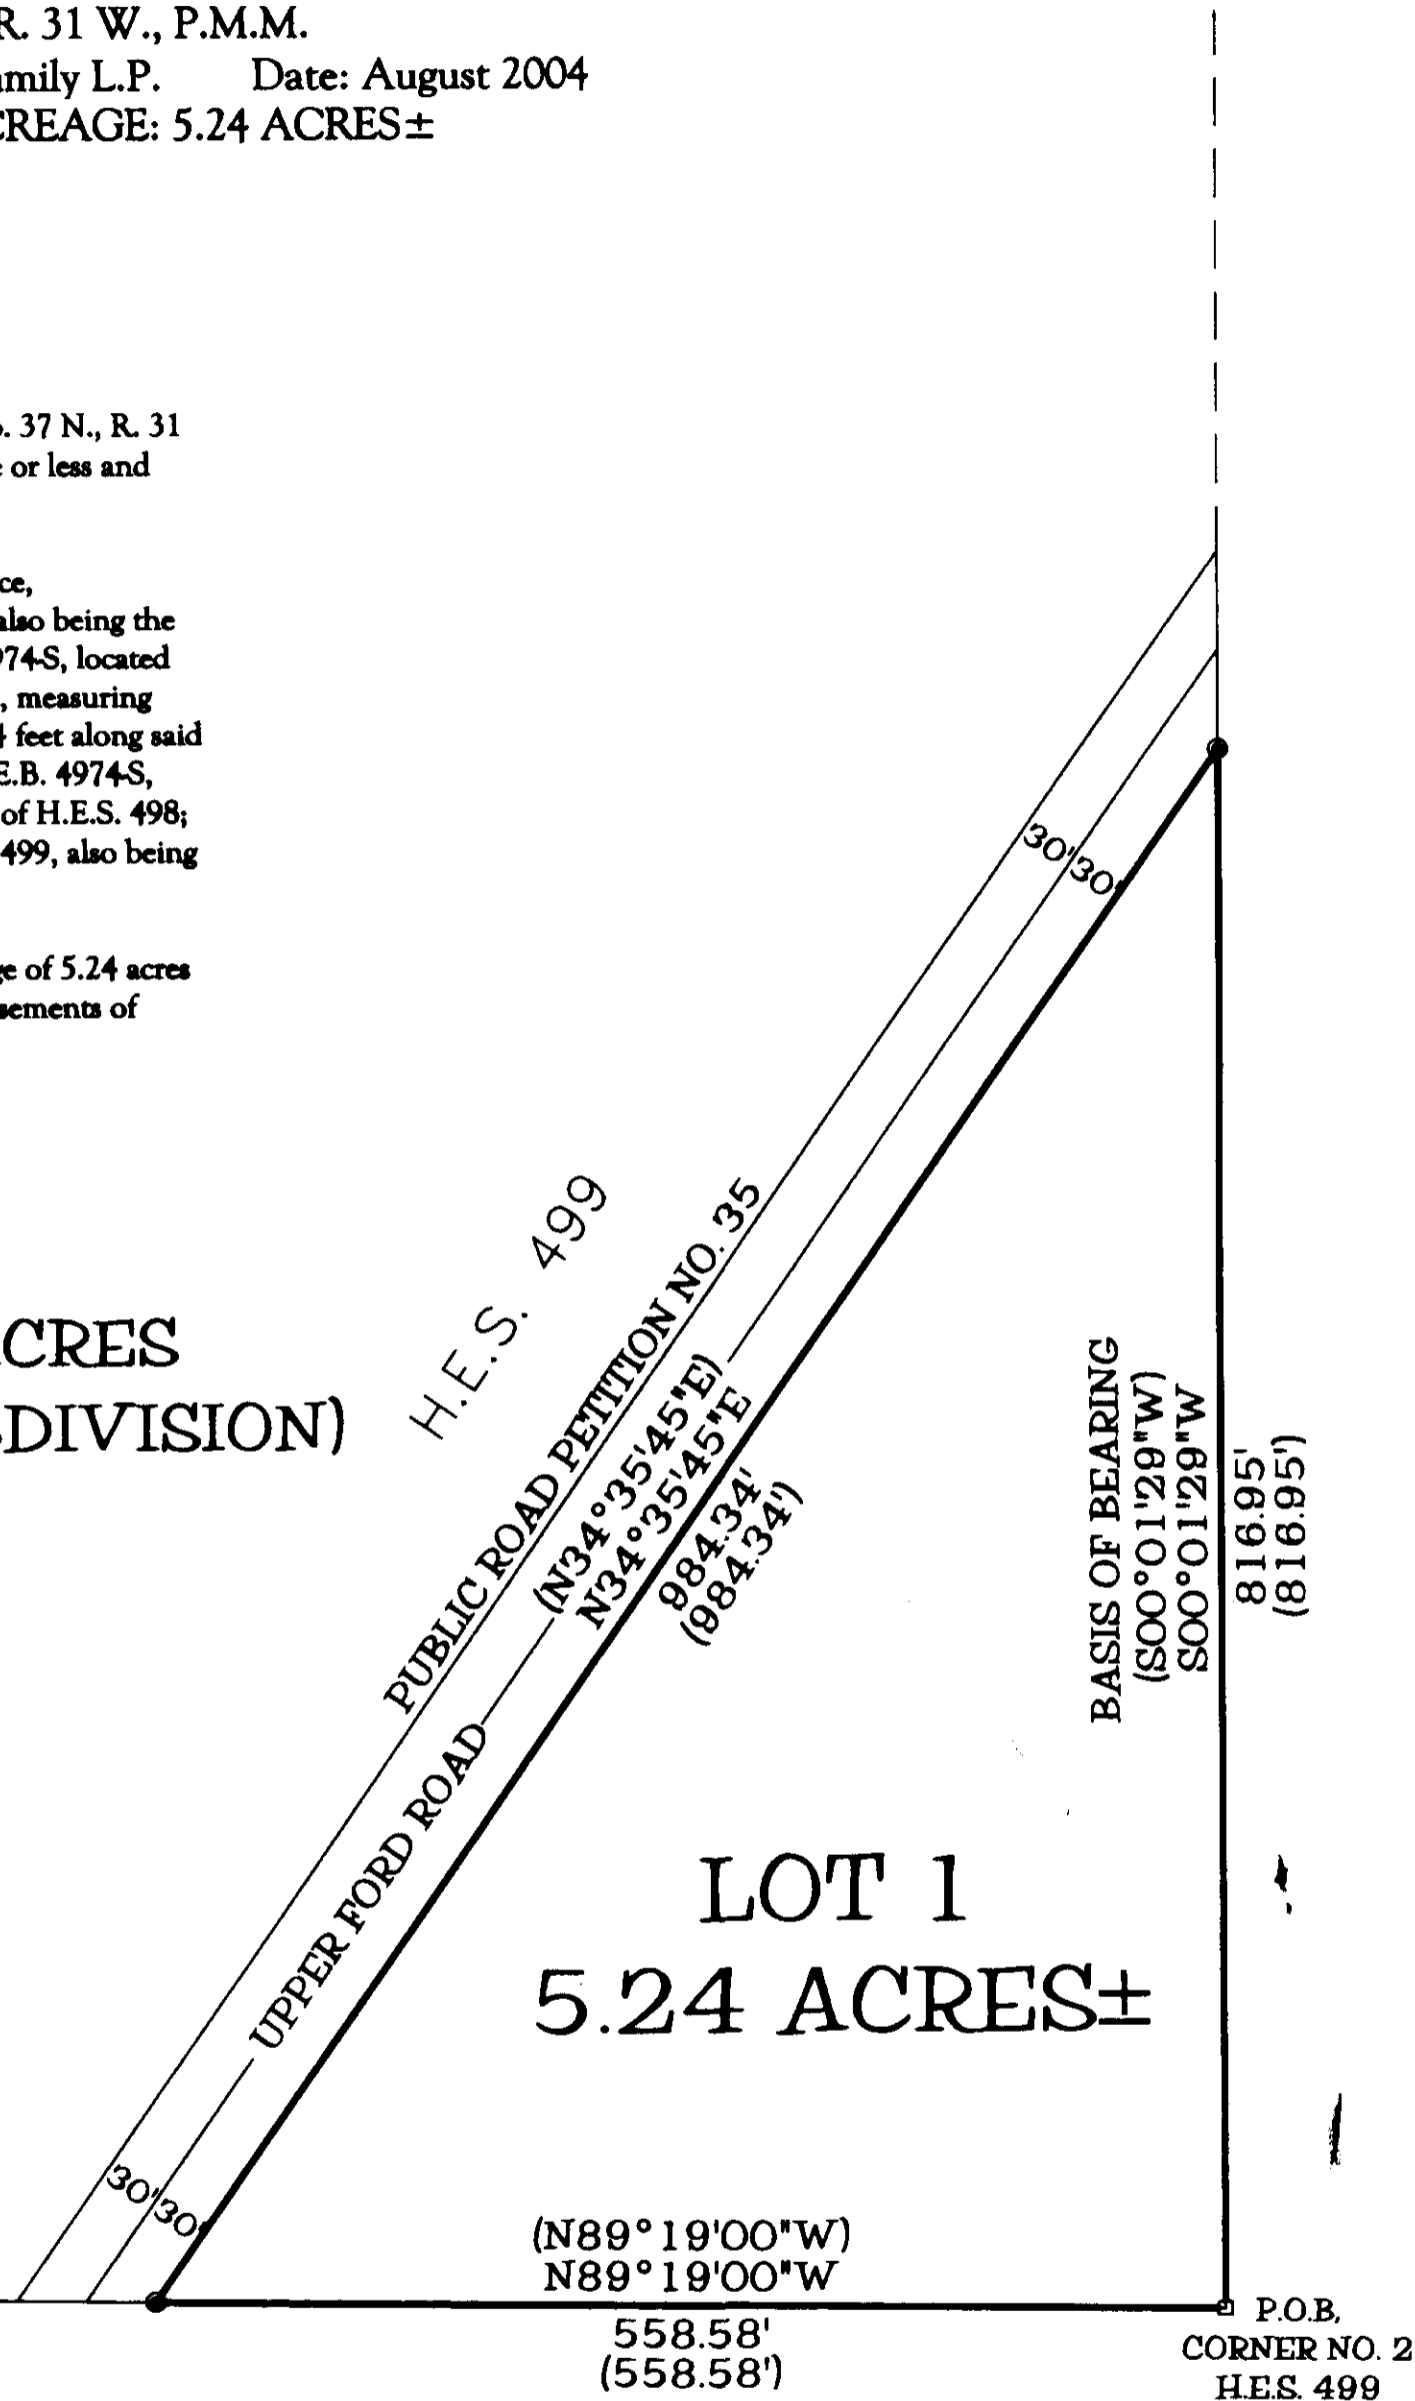 R. 31 W., P.M.M.
amily L.P. Date: August 2004
CREAGE: 5.24 ACRES±
o. 37 N., R. 31
e or less and
ce,
also being the
974-S, located
, measuring
4 feet along said
E.B. 4974-S,
of H.E.S. 498;
499, also being
ge of 5.24 acres
sements of
30' 30'
H.E.S. 499
ACRES
DIVISION)
PUBLIC ROAD PETITION NO. 35
(N34°35'45"E)
N34°35'45"E
984.34'
(984.34')
BASIS OF BEARING
(S00°01'29"W)
S00°01'29"W
816.95'
(816.95')
UPPER FORD ROAD
LOT 1
5.24 ACRES±
30' 30'
(N89°19'00"W)
N89°19'00"W
558.58'
(558.58')
P.O.B,
CORNER NO. 2
H.E.S. 499